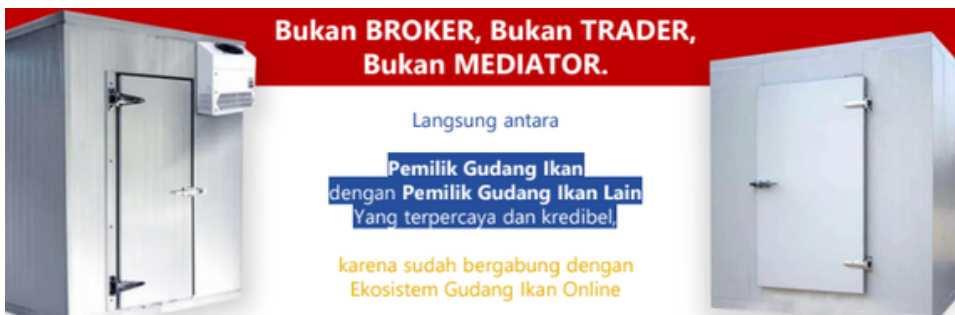 Bukan BROKER, Bukan TRADER,
Bukan MEDIATOR.
Langsung antara
Pemilik Gudang Ikan
dengan Pemilik Gudang Ikan Lain
Yang terpercaya dan kredibel,
karena sudah bergabung dengan
Ekosistem Gudang Ikan Online